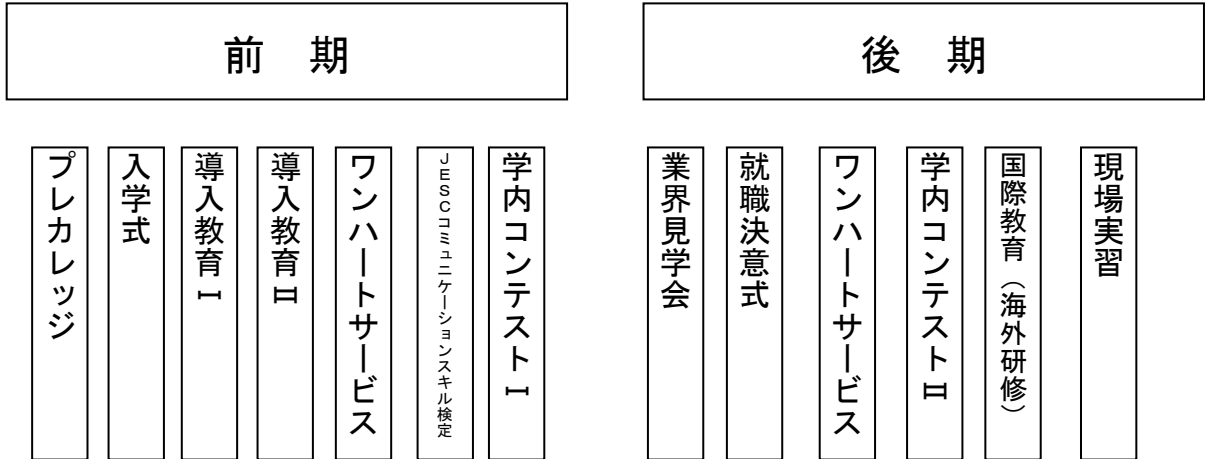 前　期
後　期
プレカレッジ
入学式
導入教育Ⅰ
導入教育Ⅱ
ワンハートサービス
JESCコミュニケーションスキル検定
学内コンテストⅠ
業界見学会
就職決意式
ワンハートサービス
学内コンテストⅡ
国際教育（海外研修）
現場実習